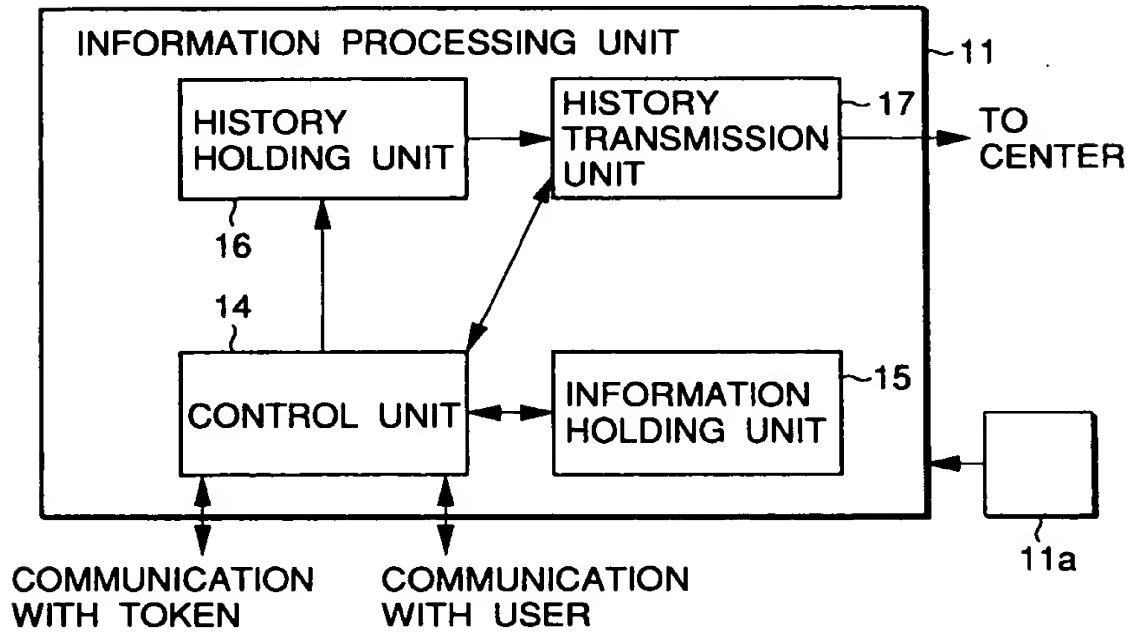 INFORMATION PROCESSING UNIT
11
HISTORY
HOLDING UNIT
16
HISTORY
TRANSMISSION
UNIT
17
TO
CENTER
14
CONTROL UNIT
INFORMATION
HOLDING UNIT
15
11a
COMMUNICATION
WITH TOKEN
COMMUNICATION
WITH USER